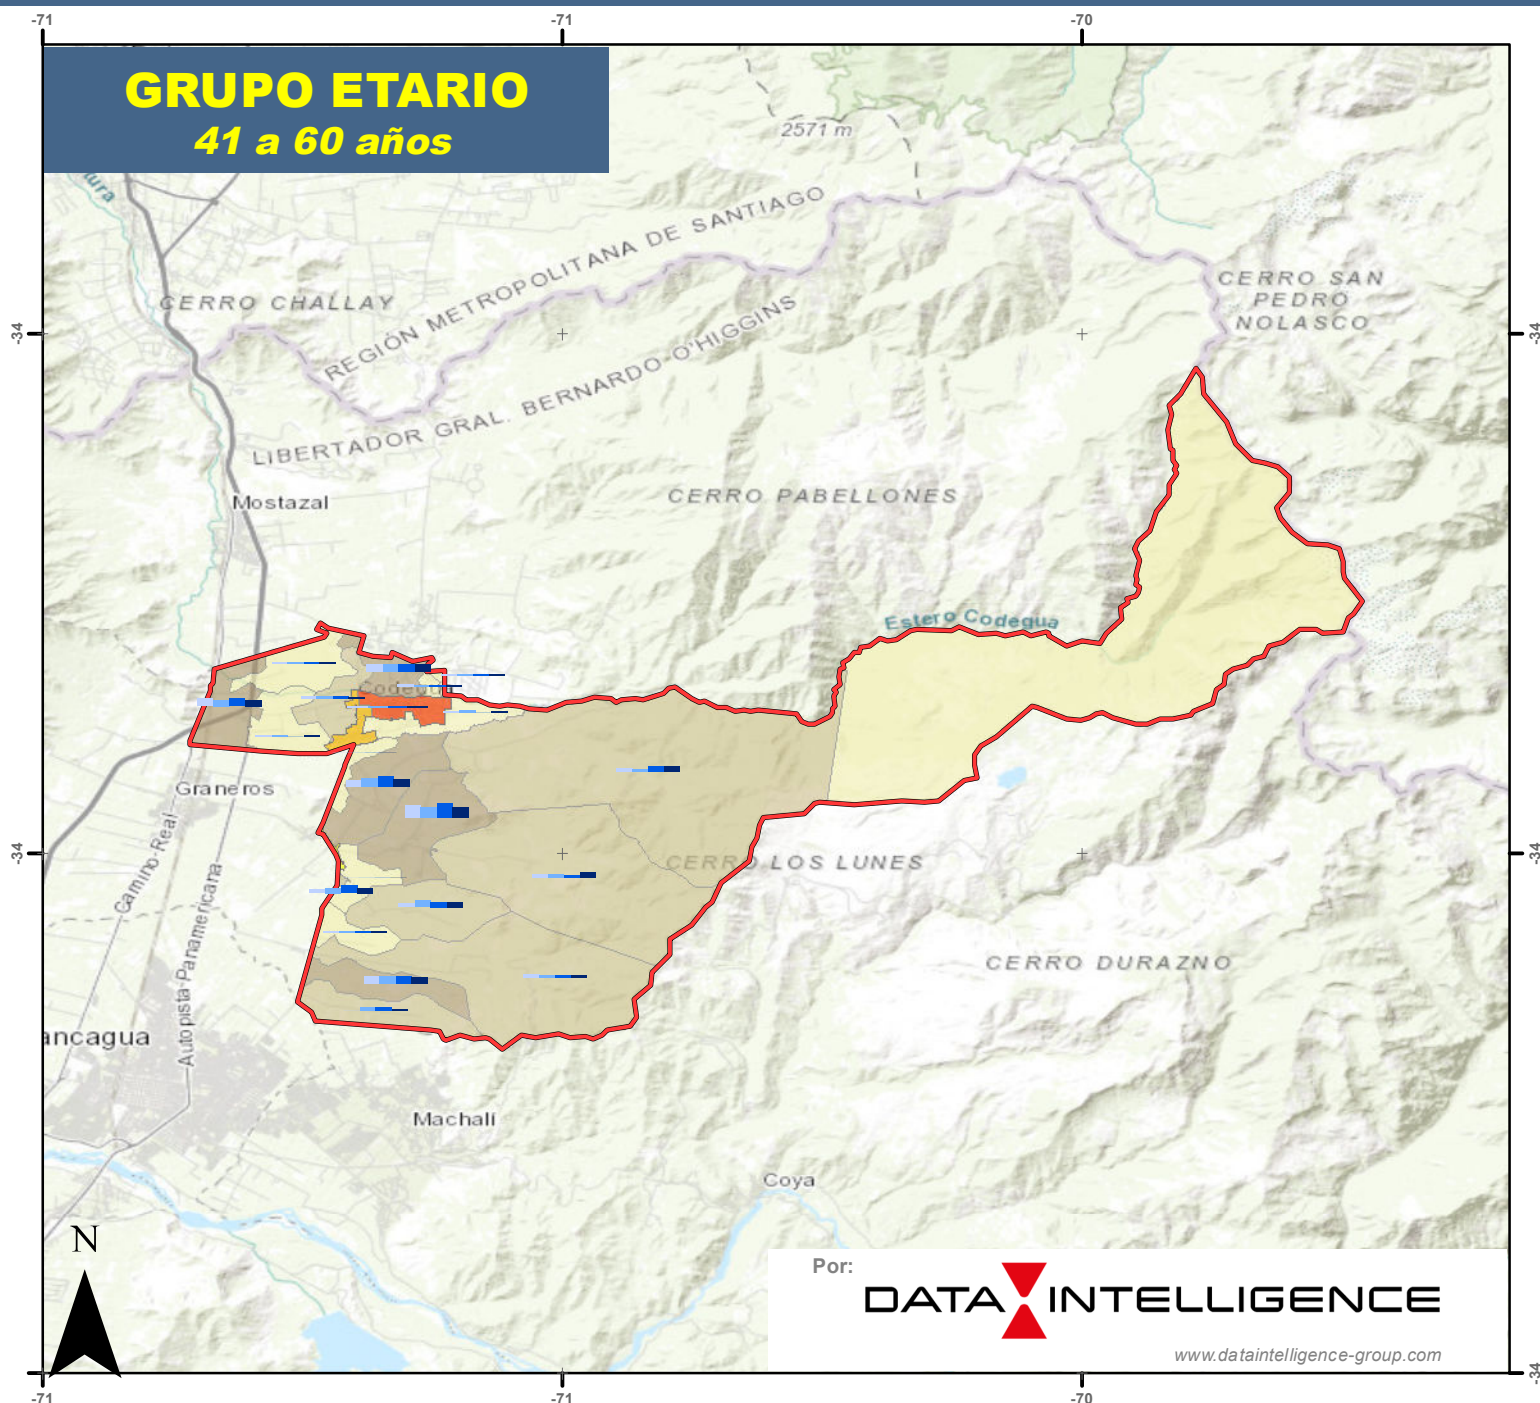 -71
-71
-70
GRUPO ETARIO
41 a 60 años
2571 m
REGIÓN METROPOLITANA DE SANTIAGO
CERRO CHALLAY
CERRO SAN
PEDRO
NOLASCO
-34
-34
LIBERTADOR GRAL. BERNARDO O'HIGGINS
Mostazal
CERRO PABELLONES
Estero Codegua
Codegua
Graneros
Camino Real
Autopista Panamericana
-34
-34
CERRO LOS LUNES
CERRO DURAZNO
ancagua
Machalí
Coya
N
Por:
DATA INTELLIGENCE
www.dataintelligence-group.com
-34
-34
-71
-71
-70